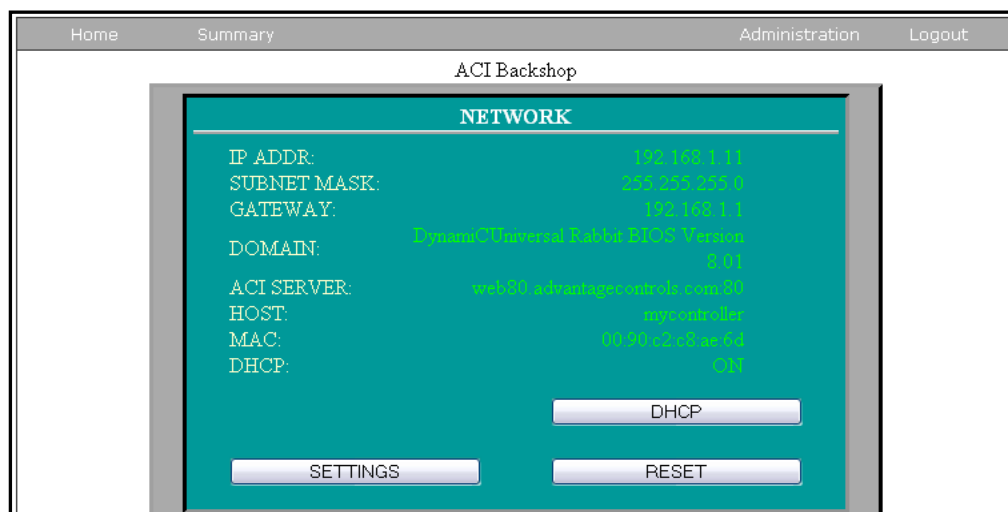 Home Summary Administration Logout
ACI Backshop
NETWORK
IP ADDR: 192.168.1.11
SUBNET MASK: 255.255.255.0
GATEWAY: 192.168.1.1
DOMAIN: DynamiCUniversal Rabbit BIOS Version
8.01
ACI SERVER: web80.advantagecontrols.com:80
HOST: mycontroller
MAC: 00:90:c2:c8:ae:6d
DHCP: ON
DHCP
SETTINGS RESET